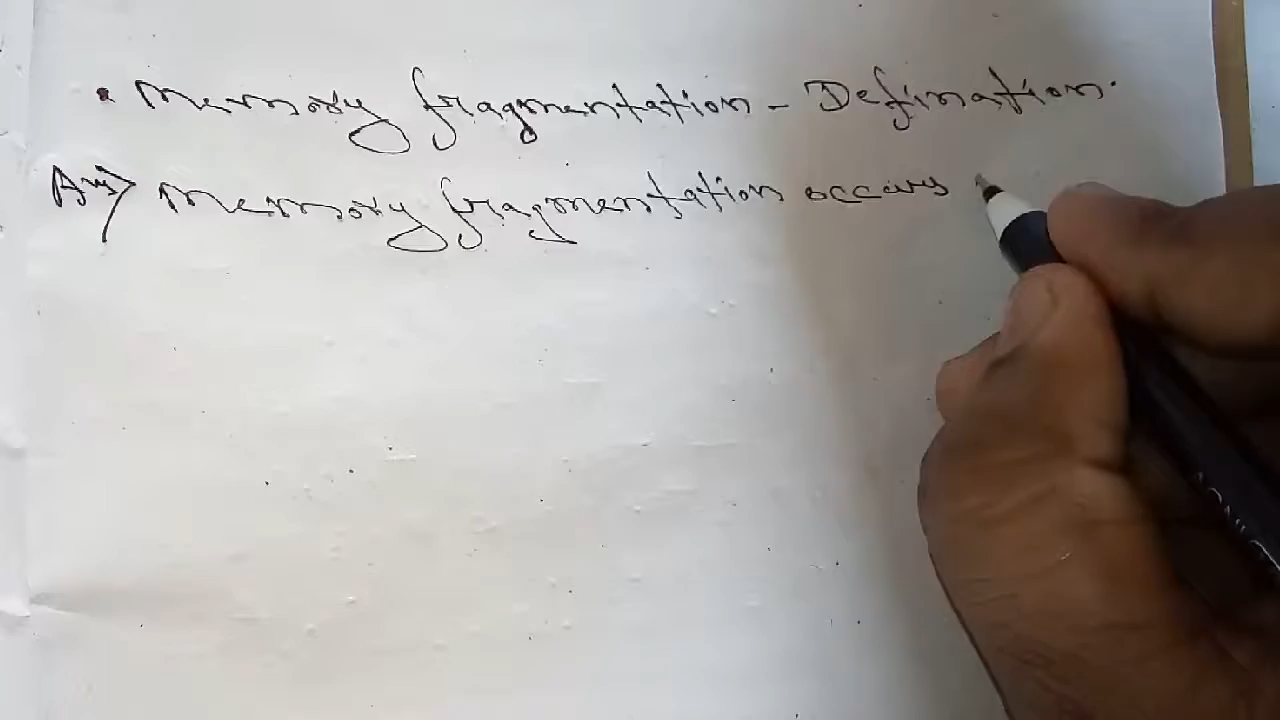 • Memory fragmentation - Defination.
Ans> Memory fragmentation occurs